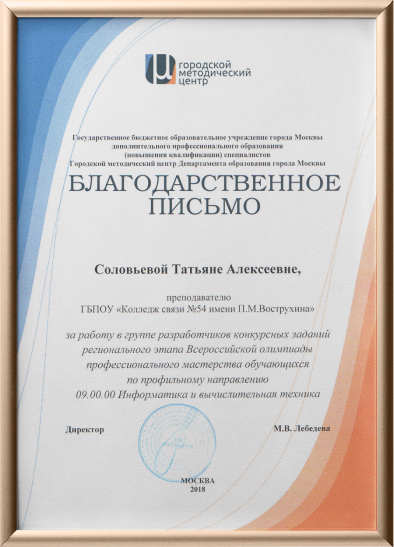 городской
методический
центр
Государственное бюджетное образовательное учреждение города Москвы
дополнительного профессионального образования
(повышения квалификации) специалистов
Городской методический центр Департамента образования города Москвы
БЛАГОДАРСТВЕННОЕ
ПИСЬМО
Соловьевой Татьяне Алексеевне,
преподавателю
ГБПОУ «Колледж связи №54 имени П.М.Вострухина»
за работу в группе разработчиков конкурсных заданий
регионального этапа Всероссийской олимпиады
профессионального мастерства обучающихся
по профильному направлению
09.00.00 Информатика и вычислительная техника
Директор М.В. Лебедева
МОСКВА
2018